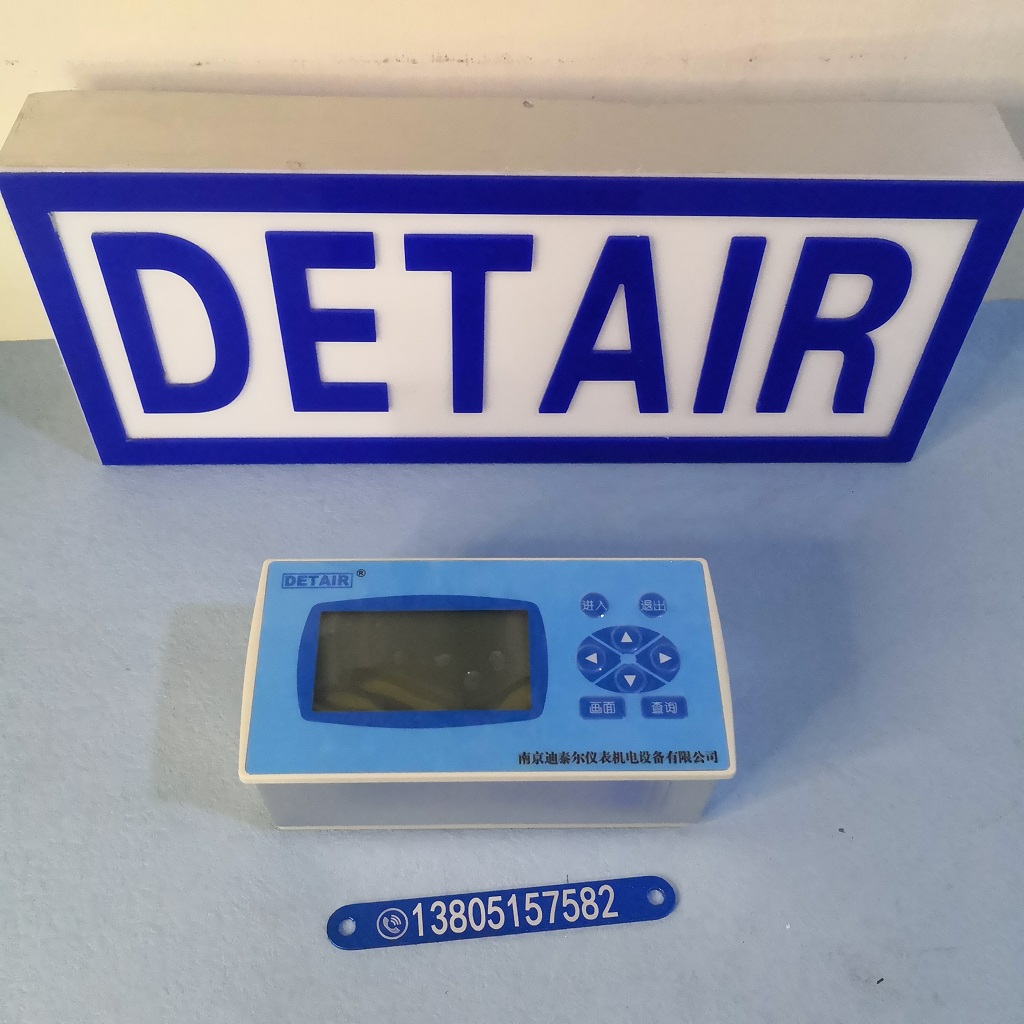 DETAIR
DETAIR®
进入 退出
画面 查询
南京迪泰尔仪表机电设备有限公司
13805157582